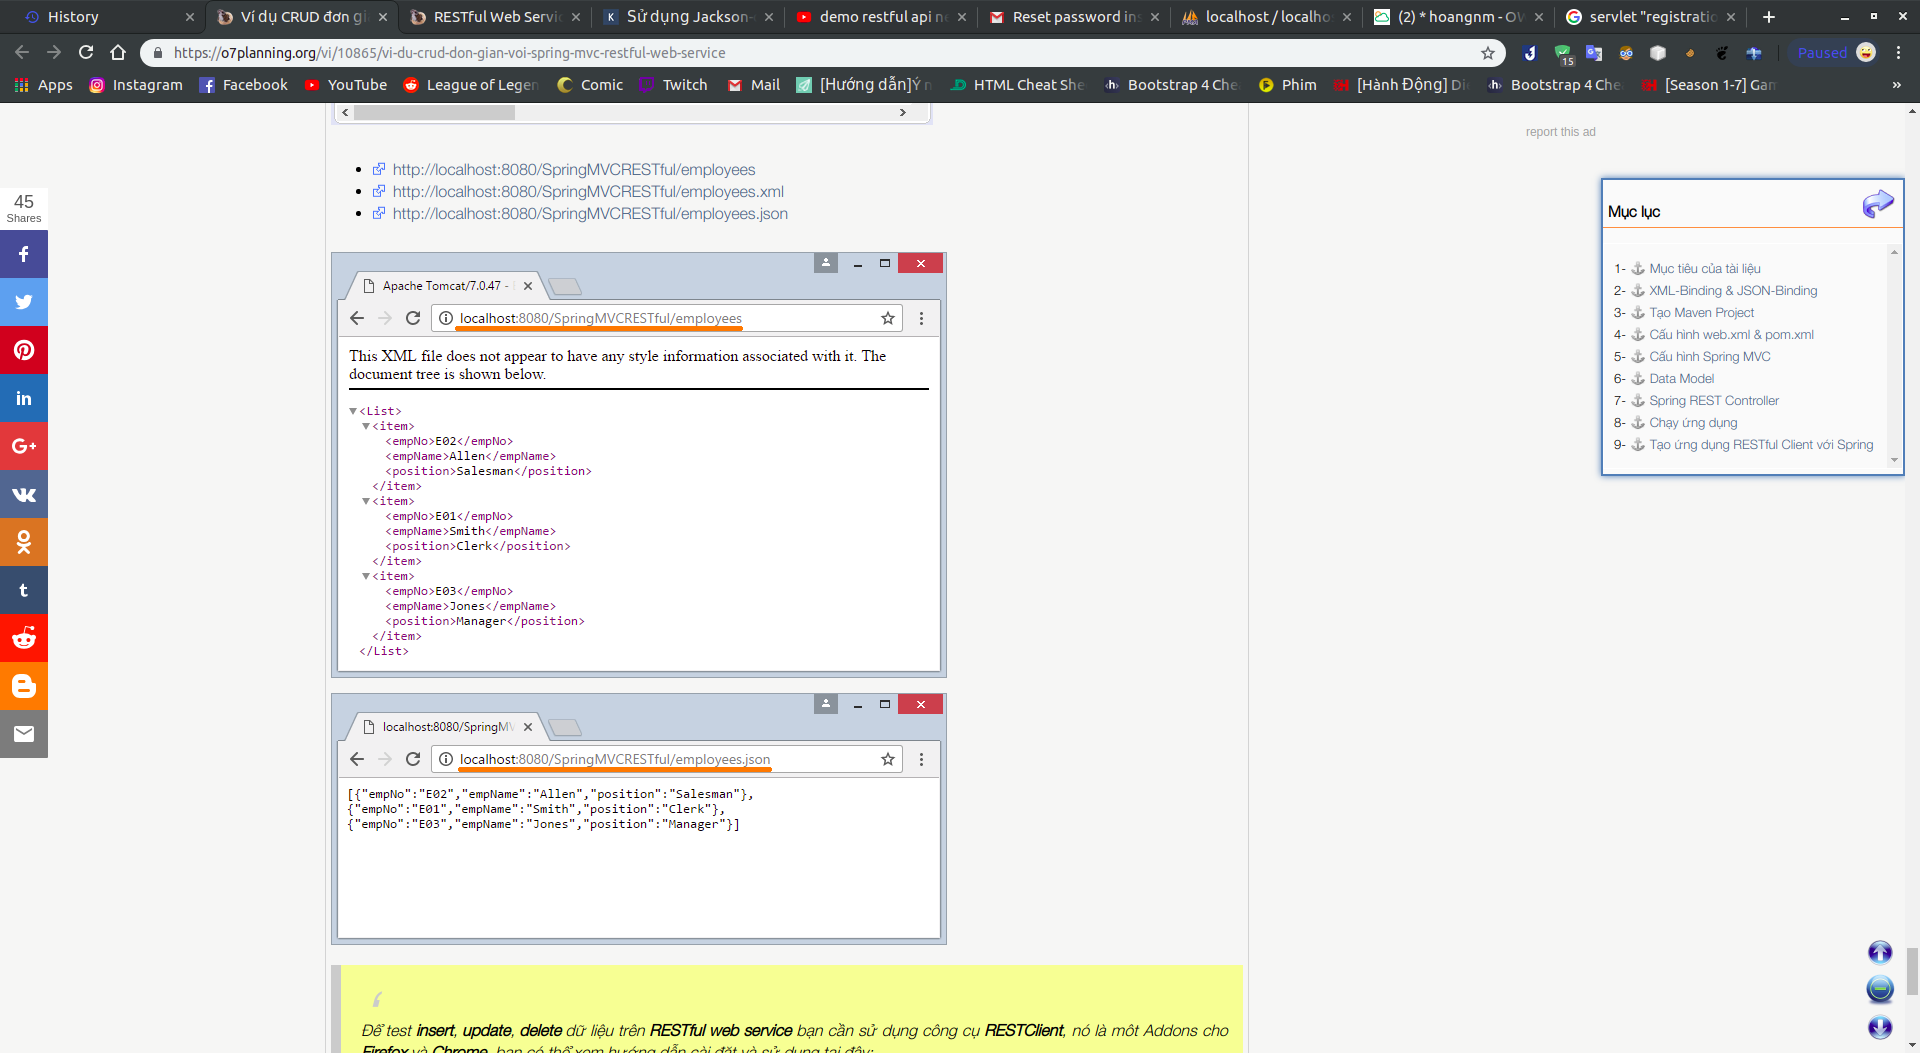 History
Ví dụ CRUD đơn gi
RESTful Web Servic
Sử dụng Jackson-
demo restful api ne
Reset password ins
localhost / localho
(2) * hoangnm - OW
servlet "registratio
https://o7planning.org/vi/10865/vi-du-crud-don-gian-voi-spring-mvc-restful-web-service
15
Paused
Apps
Instagram
Facebook
YouTube
League of Legen
Comic
Twitch
Mail
[Hướng dẫn]Ý n
HTML Cheat She
Bootstrap 4 Che
Phim
[Hành Động] Di
Bootstrap 4 Che
[Season 1-7] Gam
»
report this ad
45
Shares
http://localhost:8080/SpringMVCRESTful/employees
http://localhost:8080/SpringMVCRESTful/employees.xml
http://localhost:8080/SpringMVCRESTful/employees.json
Mục lục
1- Mục tiêu của tài liệu
2- XML-Binding & JSON-Binding
3- Tạo Maven Project
4- Cấu hình web.xml & pom.xml
5- Cấu hình Spring MVC
6- Data Model
7- Spring REST Controller
8- Chạy ứng dụng
9- Tạo ứng dụng RESTful Client với Spring
Apache Tomcat/7.0.47 -
localhost:8080/SpringMVCRESTful/employees
This XML file does not appear to have any style information associated with it. The
document tree is shown below.
<List>
<item>
<empNo>E02</empNo>
<empName>Allen</empName>
<position>Salesman</position>
</item>
<item>
<empNo>E01</empNo>
<empName>Smith</empName>
<position>Clerk</position>
</item>
<item>
<empNo>E03</empNo>
<empName>Jones</empName>
<position>Manager</position>
</item>
</List>
localhost:8080/SpringMV
localhost:8080/SpringMVCRESTful/employees.json
[{"empNo":"E02","empName":"Allen","position":"Salesman"},
{"empNo":"E01","empName":"Smith","position":"Clerk"},
{"empNo":"E03","empName":"Jones","position":"Manager"}]
Để test insert, update, delete dữ liệu trên RESTful web service bạn cần sử dụng công cụ RESTClient, nó là một Addons cho
Firefox và Chrome, bạn có thể xem hướng dẫn cài đặt và sử dụng tại đây: